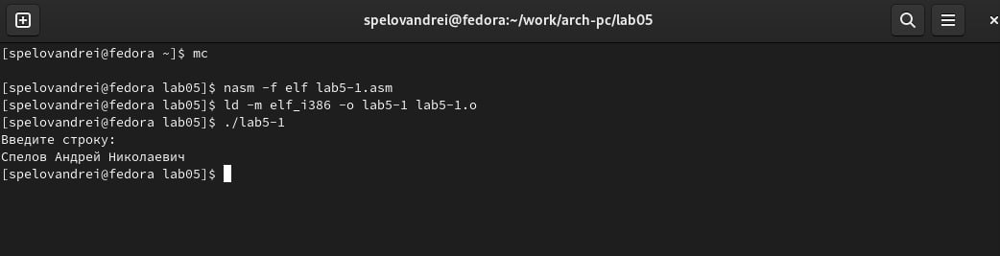 spelovandrei@fedora:~/work/arch-pc/lab05
[spelovandrei@fedora ~]$ mc
[spelovandrei@fedora lab05]$ nasm -f elf lab5-1.asm
[spelovandrei@fedora lab05]$ ld -m elf_i386 -o lab5-1 lab5-1.o
[spelovandrei@fedora lab05]$ ./lab5-1
Введите строку:
Спелов Андрей Николаевич
[spelovandrei@fedora lab05]$